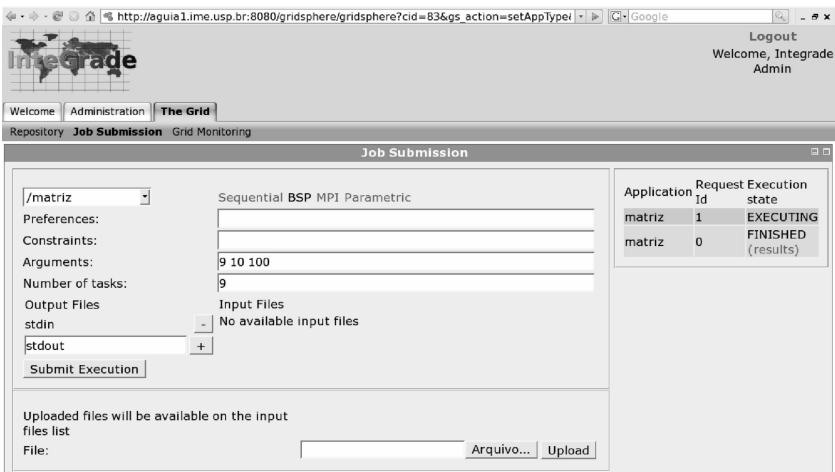 http://aguia1.ime.usp.br:8080/gridsphere/gridsphere?cid=83&gs_action=setAppType
Google
InteGrade
Logout
Welcome, Integrade
Admin
Welcome Administration The Grid
Repository Job Submission Grid Monitoring
Job Submission
/matriz
Sequential BSP MPI Parametric
Preferences:
Constraints:
Arguments: 9 10 100
Number of tasks: 9
Output Files Input Files
stdin - No available input files
stdout +
Submit Execution
Uploaded files will be available on the input
files list
File: Arquivo... Upload
Application Request Id Execution state
matriz 1 EXECUTING
matriz 0 FINISHED (results)